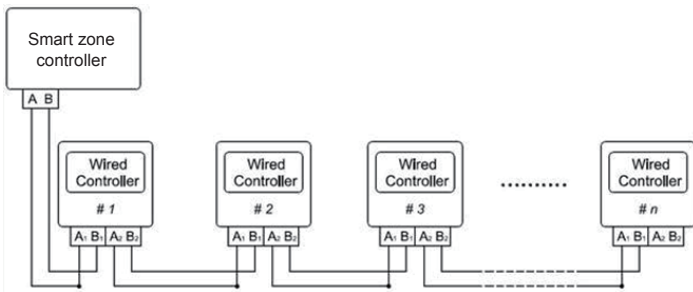 Smart zone
controller
A B
Wired
Controller
# 1
A₁ B₁ A₂ B₂
Wired
Controller
# 2
A₁ B₁ A₂ B₂
Wired
Controller
# 3
A₁ B₁ A₂ B₂
Wired
Controller
# n
A₁ B₁ A₂ B₂